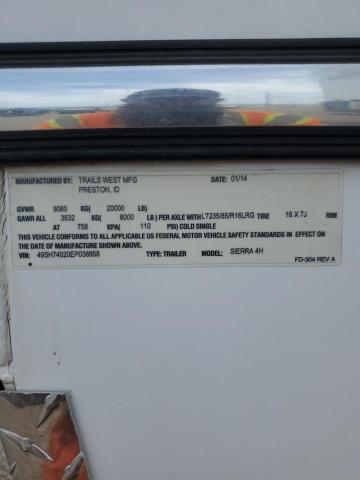 MANUFACTURED BY: TRAILS WEST MFG DATE: 01/14
PRESTON, ID
GVWR 9080 KG( 20000 LB)
GAWR ALL 3632 KG( 8000 LB ) PER AXLE WITH LT235/85/R16LRG TIRE 16 X 7J RIM
AT 758 KPA( 110 PSI) COLD SINGLE
THIS VEHICLE CONFORMS TO ALL APPLICABLE US FEDERAL MOTOR VEHICLE SAFETY STANDARDS IN EFFECT ON
THE DATE OF MANUFACTURE SHOWN ABOVE.
VIN: 49SH74020EP038858 TYPE: TRAILER MODEL: SIERRA 4H
FD-304 REV A